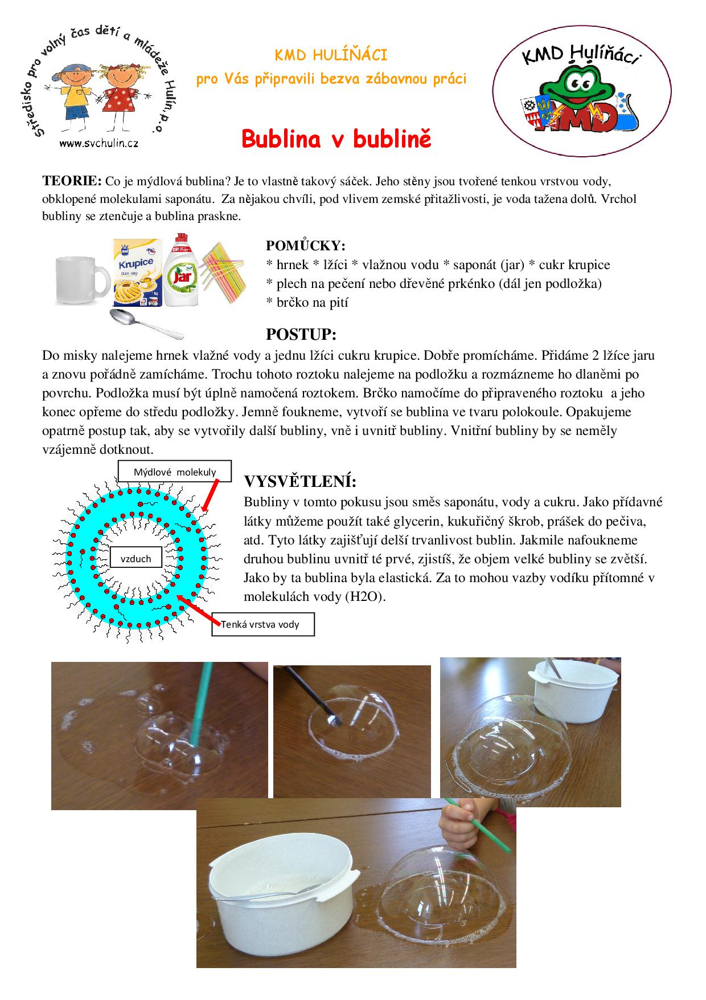 Středisko pro volný čas dětí a mládeže Hulín,p.o.
www.svchulin.cz
KMD HULÍŇÁCI
pro Vás připravili bezva zábavnou práci
KMD Hulíňáci
KMD
Bublina v bublině
TEORIE: Co je mýdlová bublina? Je to vlastně takový sáček. Jeho stěny jsou tvořené tenkou vrstvou vody,
obklopené molekulami saponátu.  Za nějakou chvíli, pod vlivem zemské přitažlivosti, je voda tažena dolů. Vrchol
bubliny se ztenčuje a bublina praskne.
Krupice
cukr bílý
Jar
POMŮCKY:
* hrnek * lžíci * vlažnou vodu * saponát (jar) * cukr krupice
* plech na pečení nebo dřevěné prkénko (dál jen podložka)
* brčko na pití
POSTUP:
Do misky nalejeme hrnek vlažné vody a jednu lžíci cukru krupice. Dobře promícháme. Přidáme 2 lžíce jaru
a znovu pořádně zamícháme. Trochu tohoto roztoku nalejeme na podložku a rozmázneme ho dlaněmi po
povrchu. Podložka musí být úplně namočená roztokem. Brčko namočíme do připraveného roztoku  a jeho
konec opřeme do středu podložky. Jemně foukneme, vytvoří se bublina ve tvaru polokoule. Opakujeme
opatrně postup tak, aby se vytvořily další bubliny, vně i uvnitř bubliny. Vnitřní bubliny by se neměly
vzájemně dotknout.
Mýdlové  molekuly
vzduch
Tenká vrstva vody
VYSVĚTLENÍ:
Bubliny v tomto pokusu jsou směs saponátu, vody a cukru. Jako přídavné
látky můžeme použít také glycerin, kukuřičný škrob, prášek do pečiva,
atd. Tyto látky zajišťují delší trvanlivost bublin. Jakmile nafoukneme
druhou bublinu uvnitř té prvé, zjistíš, že objem velké bubliny se zvětší.
Jako by ta bublina byla elastická. Za to mohou vazby vodíku přítomné v
molekulách vody (H2O).